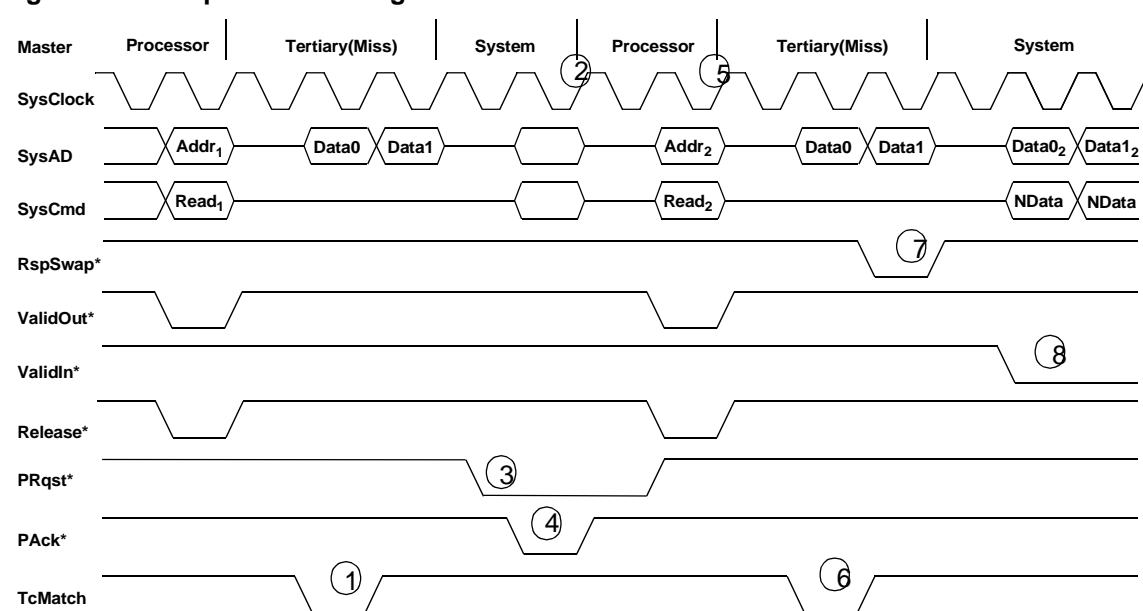 Master Processor Tertiary(Miss) System Processor Tertiary(Miss) System
2 5
SysClock
SysAD Addr1 Data0 Data1 Addr2 Data0 Data1 Data02 Data12
SysCmd Read1 Read2 NData NData
RspSwap* 7
ValidOut*
ValidIn* 8
Release*
PRqst* 3
PAck* 4
TcMatch 1 6